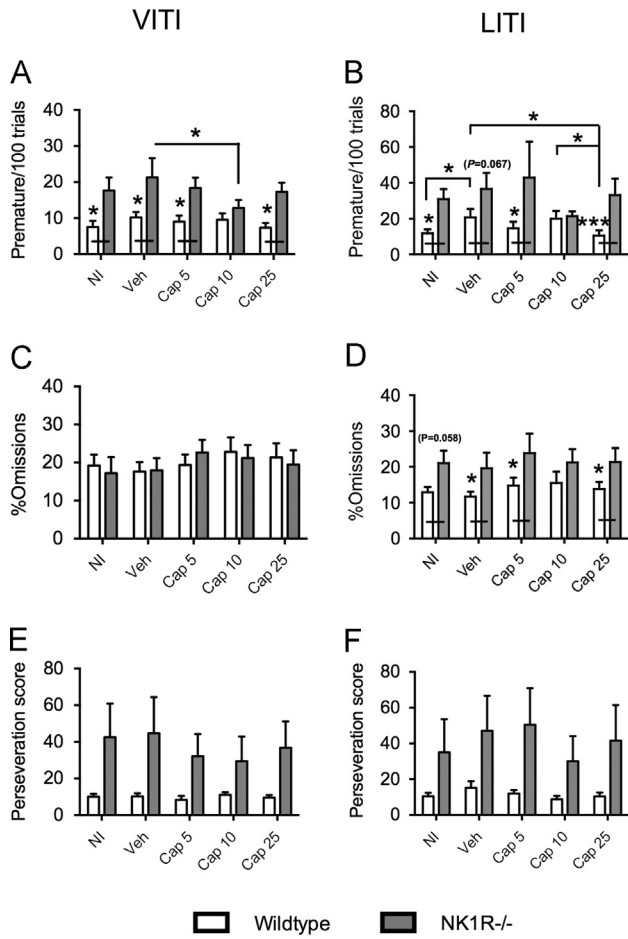 VITI
LITI
A
Premature/100 trials
40
30
20
10
0
*
*
*
*
*
NI
Veh
Cap 5
Cap 10
Cap 25
B
Premature/100 trials
80
60
40
20
0
*
*
*
(P=0.067)
*
*
***
NI
Veh
Cap 5
Cap 10
Cap 25
C
%Omissions
40
30
20
10
0
NI
Veh
Cap 5
Cap 10
Cap 25
D
%Omissions
40
30
20
10
0
(P=0.058)
*
*
*
NI
Veh
Cap 5
Cap 10
Cap 25
E
Perseveration score
80
60
40
20
0
NI
Veh
Cap 5
Cap 10
Cap 25
F
Perseveration score
80
60
40
20
0
NI
Veh
Cap 5
Cap 10
Cap 25
Wildtype
NK1R-/-